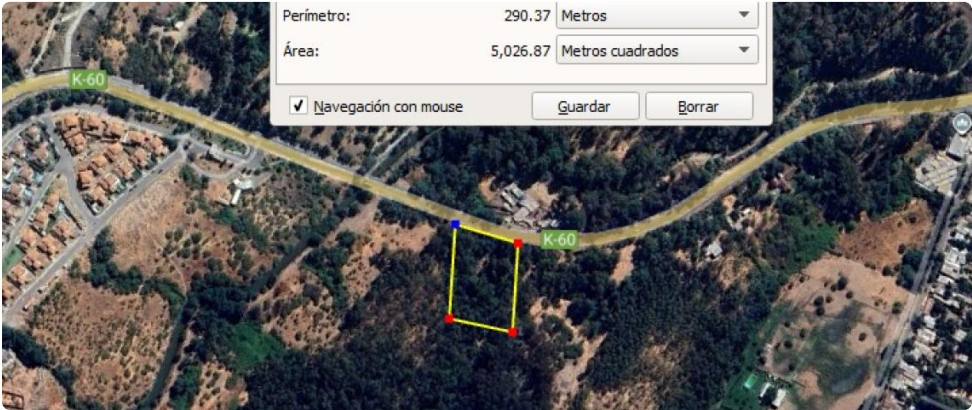 Perímetro: 290.37 Metros
Área: 5,026.87 Metros cuadrados
Navegación con mouse Guardar Borrar
K-60
K-60